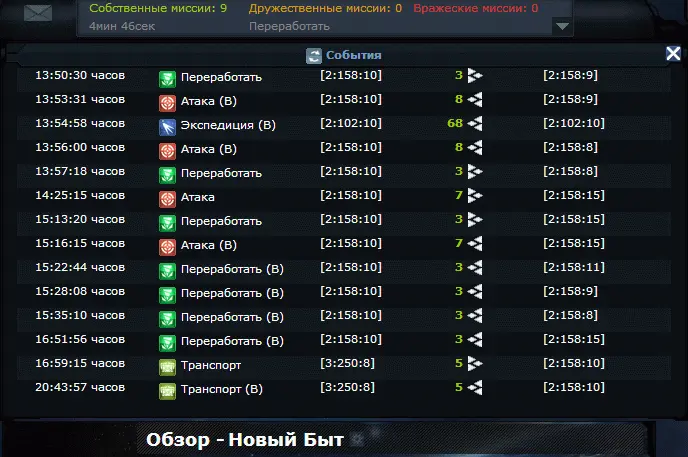 Собственные миссии: 9 Дружественные миссии: 0 Вражеские миссии: 0
4мин 46сек Переработать
События
13:50:30 часов Переработать [2:158:10] 3 [2:158:9]
13:53:31 часов Атака (В) [2:158:10] 8 [2:158:9]
13:54:58 часов Экспедиция (В) [2:102:10] 68 [2:102:10]
13:56:00 часов Атака (В) [2:158:10] 8 [2:158:8]
13:57:18 часов Переработать [2:158:10] 3 [2:158:8]
14:25:15 часов Атака [2:158:10] 7 [2:158:15]
15:13:20 часов Переработать [2:158:10] 3 [2:158:15]
15:16:15 часов Атака (В) [2:158:10] 7 [2:158:15]
15:22:44 часов Переработать (В) [2:158:10] 3 [2:158:11]
15:28:08 часов Переработать (В) [2:158:10] 3 [2:158:9]
15:35:10 часов Переработать (В) [2:158:10] 3 [2:158:8]
16:51:56 часов Переработать (В) [2:158:10] 3 [2:158:15]
16:59:15 часов Транспорт [3:250:8] 5 [2:158:10]
20:43:57 часов Транспорт (В) [3:250:8] 5 [2:158:10]
Обзор - Новый Быт